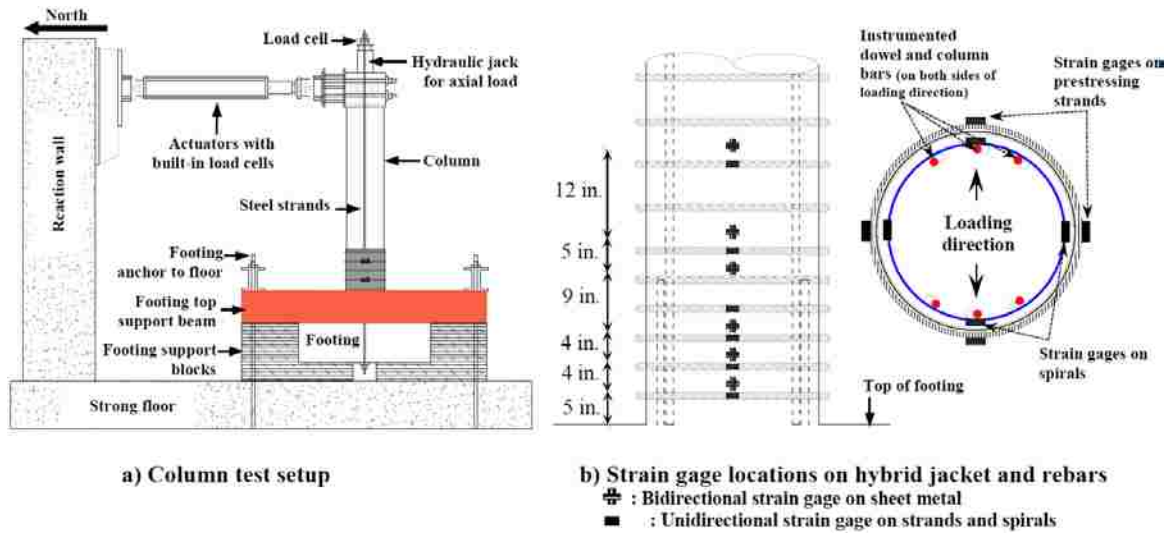 North
Load cell
Hydraulic jack
for axial load
Actuators with
built-in load cells
Column
Reaction wall
Steel strands
Footing
anchor to floor
Footing top
support beam
Footing
Footing support
blocks
Strong floor
a) Column test setup
12 in.
5 in.
9 in.
4 in.
4 in.
5 in.
Instrumented
dowel and column
bars (on both sides of
loading direction)
Strain gages on
prestressing
strands
Loading
direction
Strain gages on
spirals
Top of footing
b) Strain gage locations on hybrid jacket and rebars
: Bidirectional strain gage on sheet metal
: Unidirectional strain gage on strands and spirals